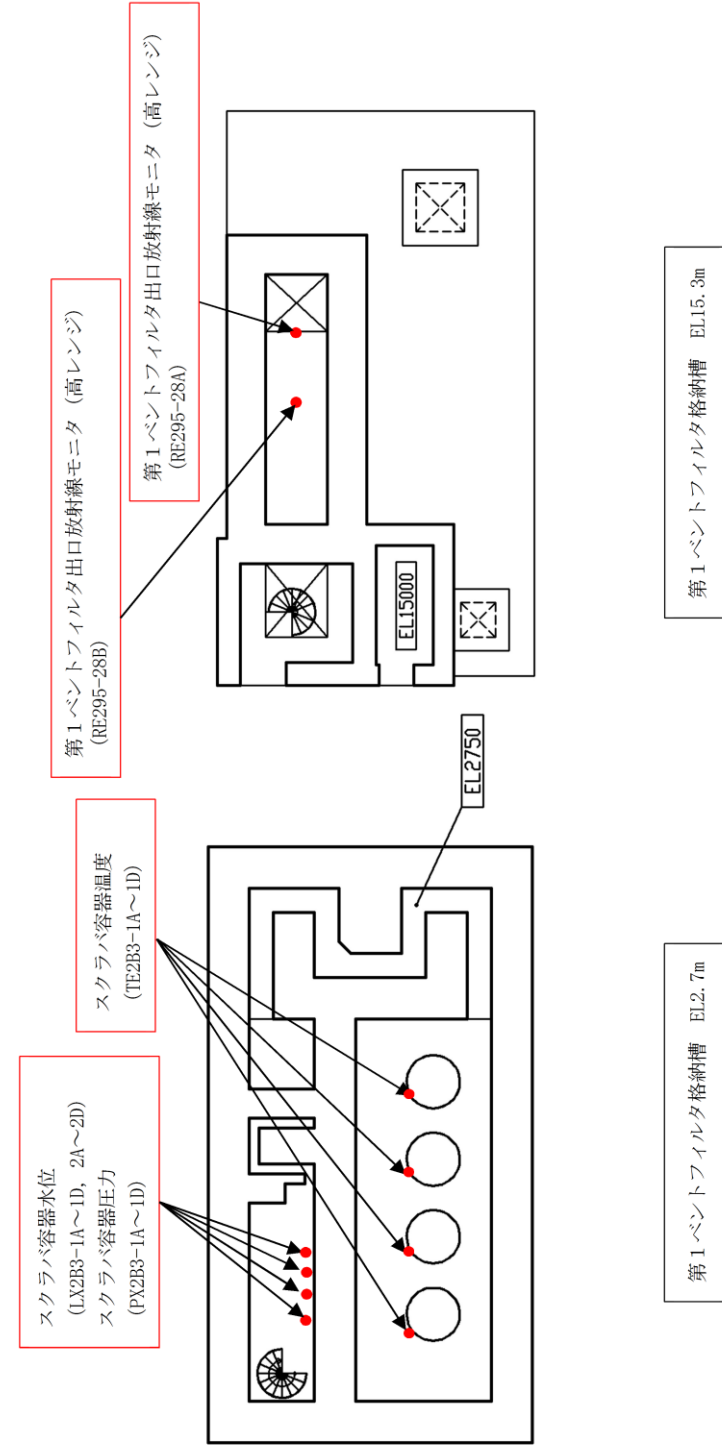 スクラバ容器水位
(LX2B3-1A～1D, 2A～2D)
スクラバ容器圧力
(PX2B3-1A～1D)
スクラバ容器温度
(TE2B3-1A～1D)
EL2750
第１ベントフィルタ格納槽　EL2.7m
第１ベントフィルタ出口放射線モニタ（高レンジ）
(RE295-28B)
第１ベントフィルタ出口放射線モニタ（高レンジ）
(RE295-28A)
EL15000
第１ベントフィルタ格納槽　EL15.3m